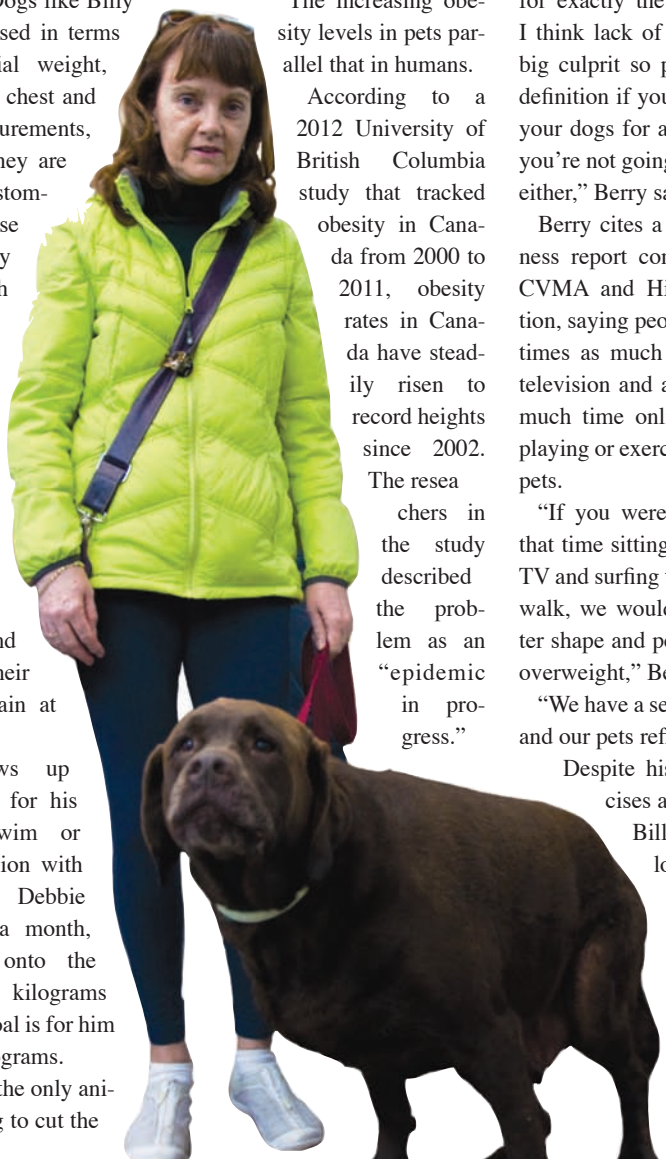 Dogs like Billy
sed in terms
ial weight,
chest and
urements,
hey are
stom-
se
y
h
nd
heir
ain at
ws up
for his
wim or
ion with
Debbie
a month,
onto the
kilograms
oal is for him
ograms.
the only ani-
g to cut the
The increasing obe-
sity levels in pets par-
allel that in humans.
According to a
2012 University of
British Columbia
study that tracked
obesity in Cana-
da from 2000 to
2011, obesity
rates in Cana-
da have stead-
ily risen to
record heights
since 2002.
The resea
chers in
the study
described
the prob-
lem as an
“epidemic
in pro-
gress.”
for exactly the
I think lack of
big culprit so p
definition if you
your dogs for a
you’re not going
either,” Berry sa
Berry cites a
ness report con
CVMA and Hi
tion, saying peo
times as much
television and a
much time onl
playing or exerc
pets.
“If you were
that time sitting
TV and surfing
walk, we woul
ter shape and pe
overweight,” Be
“We have a se
and our pets refl
Despite his
cises a
Bill
lo